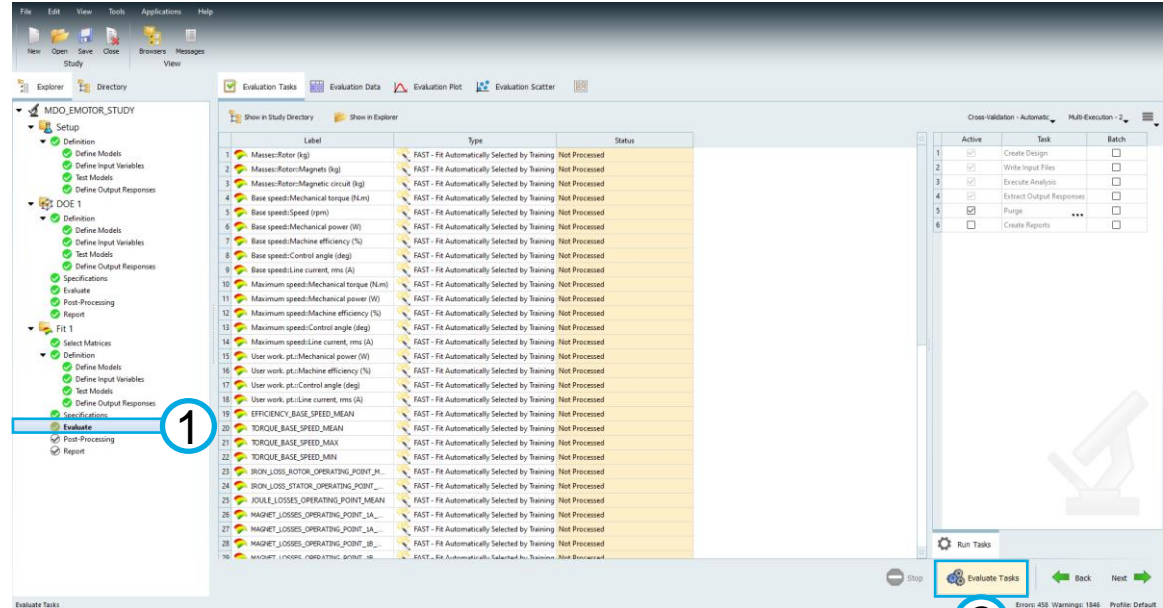 File Edit View Tools Applications Help
New Open Save Close Browsers Messages
Study View
Explorer Directory
Evaluation Tasks Evaluation Data Evaluation Plot Evaluation Scatter
MDO_EMOTOR_STUDY
Setup
Definition
Define Models
Define Input Variables
Test Models
Define Output Responses
DOE 1
Definition
Define Models
Define Input Variables
Test Models
Define Output Responses
Specifications
Evaluate
Post-Processing
Report
Fit 1
Select Matrices
Definition
Define Models
Define Input Variables
Test Models
Define Output Responses
Specifications
Evaluate
Post-Processing
Report
1
Show in Study Directory Show in Explorer
Cross-Validation - Automatic Multi-Execution - 2
Label Type Status
1 Masses::Rotor (kg) FAST - Fit Automatically Selected by Training Not Processed
2 Masses::Rotor::Magnets (kg) FAST - Fit Automatically Selected by Training Not Processed
3 Masses::Rotor::Magnetic circuit (kg) FAST - Fit Automatically Selected by Training Not Processed
4 Base speed::Mechanical torque (N.m) FAST - Fit Automatically Selected by Training Not Processed
5 Base speed::Speed (rpm) FAST - Fit Automatically Selected by Training Not Processed
6 Base speed::Mechanical power (W) FAST - Fit Automatically Selected by Training Not Processed
7 Base speed::Machine efficiency (%) FAST - Fit Automatically Selected by Training Not Processed
8 Base speed::Control angle (deg) FAST - Fit Automatically Selected by Training Not Processed
9 Base speed::Line current, rms (A) FAST - Fit Automatically Selected by Training Not Processed
10 Maximum speed::Mechanical torque (N.m) FAST - Fit Automatically Selected by Training Not Processed
11 Maximum speed::Mechanical power (W) FAST - Fit Automatically Selected by Training Not Processed
12 Maximum speed::Machine efficiency (%) FAST - Fit Automatically Selected by Training Not Processed
13 Maximum speed::Control angle (deg) FAST - Fit Automatically Selected by Training Not Processed
14 Maximum speed::Line current, rms (A) FAST - Fit Automatically Selected by Training Not Processed
15 User work. pt.::Mechanical power (W) FAST - Fit Automatically Selected by Training Not Processed
16 User work. pt.::Machine efficiency (%) FAST - Fit Automatically Selected by Training Not Processed
17 User work. pt.::Control angle (deg) FAST - Fit Automatically Selected by Training Not Processed
18 User work. pt.::Line current, rms (A) FAST - Fit Automatically Selected by Training Not Processed
19 EFFICIENCY_BASE_SPEED_MEAN FAST - Fit Automatically Selected by Training Not Processed
20 TORQUE_BASE_SPEED_MEAN FAST - Fit Automatically Selected by Training Not Processed
21 TORQUE_BASE_SPEED_MAX FAST - Fit Automatically Selected by Training Not Processed
22 TORQUE_BASE_SPEED_MIN FAST - Fit Automatically Selected by Training Not Processed
23 IRON_LOSS_ROTOR_OPERATING_POINT_M... FAST - Fit Automatically Selected by Training Not Processed
24 IRON_LOSS_STATOR_OPERATING_POINT_... FAST - Fit Automatically Selected by Training Not Processed
25 JOULE_LOSSES_OPERATING_POINT_MEAN FAST - Fit Automatically Selected by Training Not Processed
26 MAGNET_LOSSES_OPERATING_POINT_1A_... FAST - Fit Automatically Selected by Training Not Processed
27 MAGNET_LOSSES_OPERATING_POINT_1A_... FAST - Fit Automatically Selected by Training Not Processed
28 MAGNET_LOSSES_OPERATING_POINT_1B_... FAST - Fit Automatically Selected by Training Not Processed
29 MAGNET_LOSSES_OPERATING_POINT_1B_... FAST - Fit Automatically Selected by Training Not Processed
Active Task Batch
1 Create Design
2 Write Input Files
3 Execute Analysis
4 Extract Output Responses
5 Purge ...
6 Create Reports
Run Tasks
Stop Evaluate Tasks Back Next
Evaluate Tasks
Errors: 458 Warnings: 1846 Profile: Default